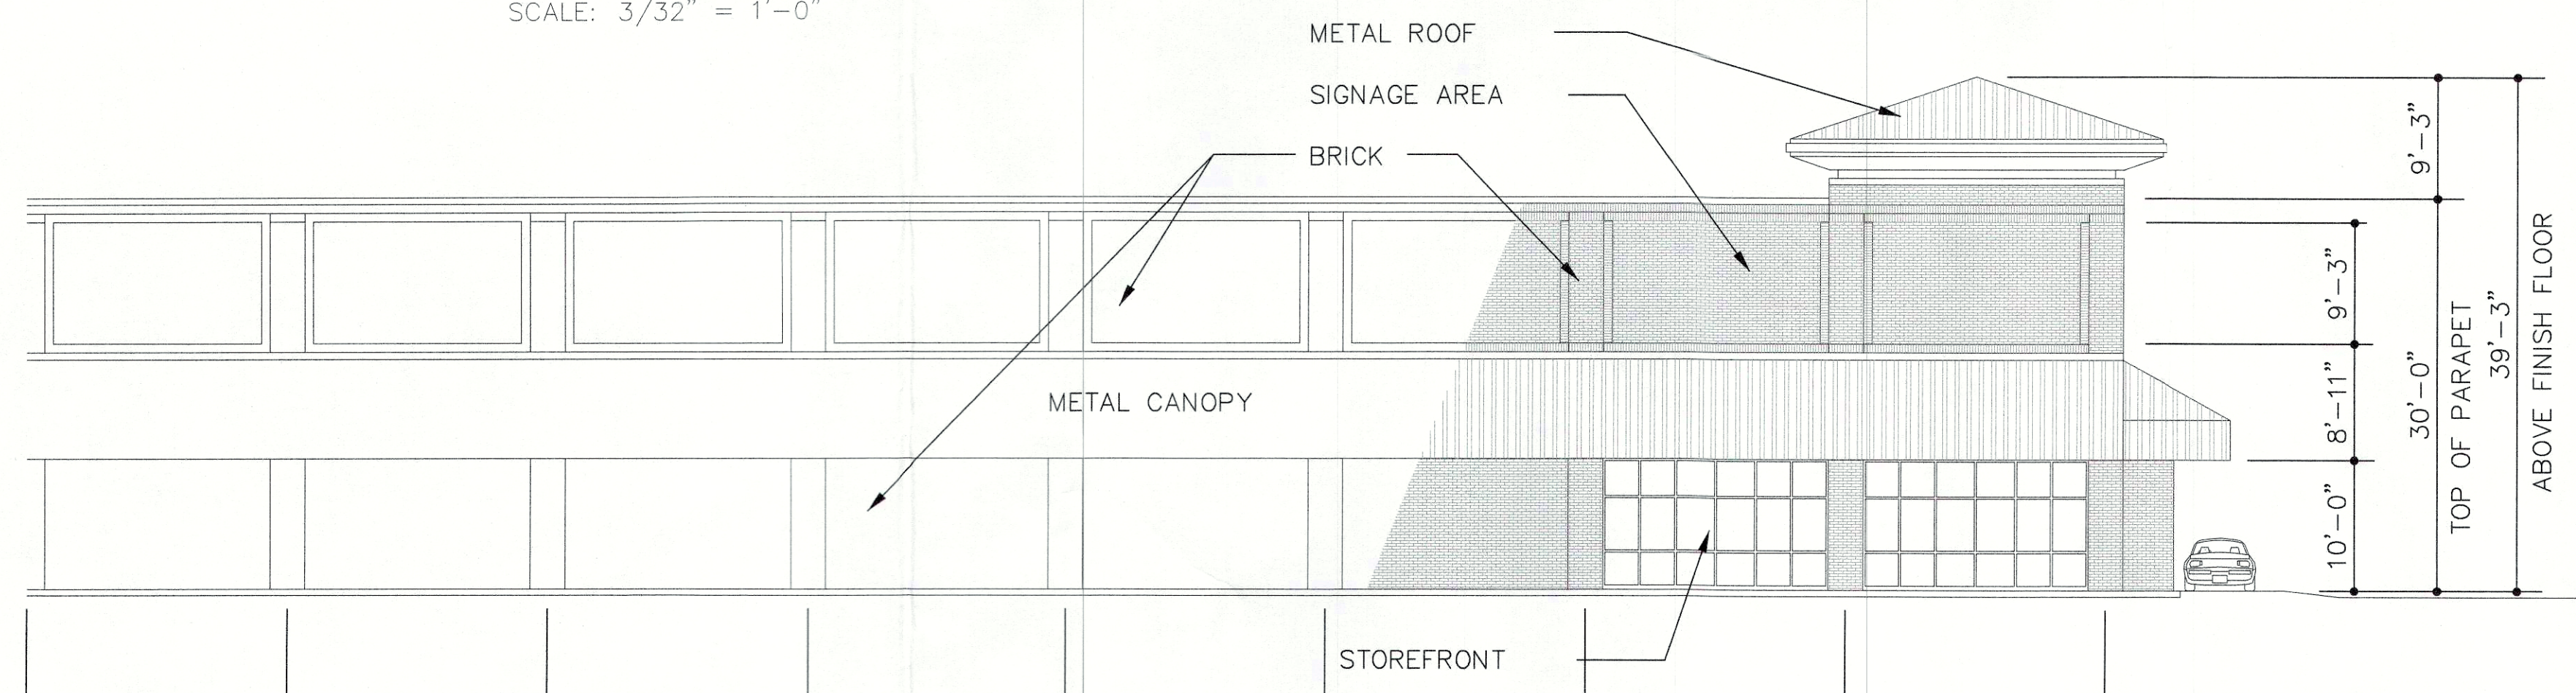 SCALE: 3/32" = 1'-0"
METAL ROOF
SIGNAGE AREA
BRICK
METAL CANOPY
STOREFRONT
9'-3"
9'-3"
8'-11"
10'-0"
30'-0"
TOP OF PARAPET
39'-3"
ABOVE FINISH FLOOR